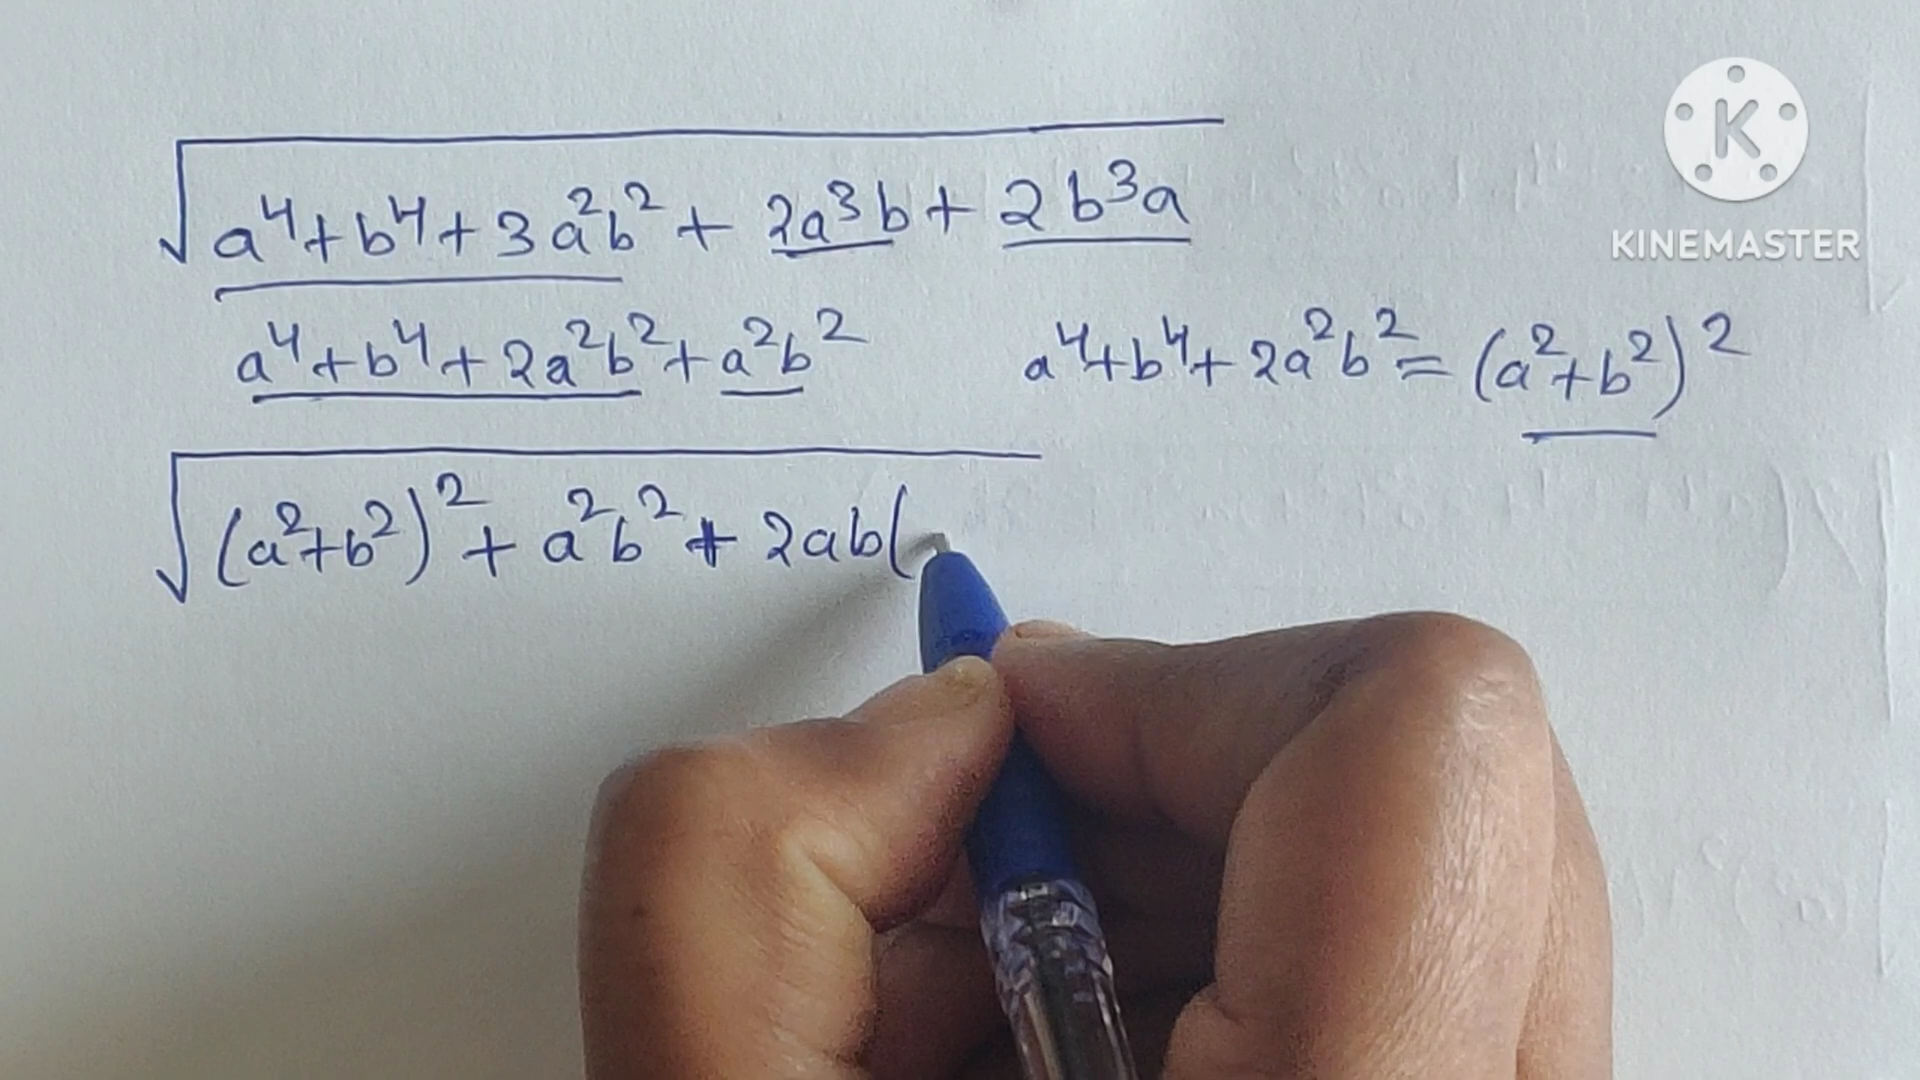 √(a⁴+b⁴+3a²b²+2a³b+2b³a)
K
KINEMASTER
a⁴+b⁴+2a²b²+a²b² a⁴+b⁴+2a²b²=(a²+b²)²
√(a²+b²)²+a²b²+2ab(